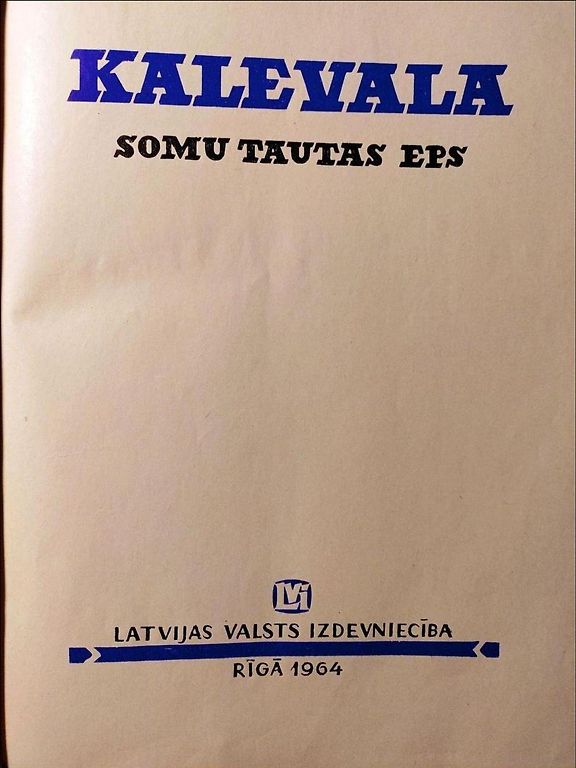 KALEVALA
SOMU TAUTAS EPS
LVI
LATVIJAS VALSTS IZDEVNIECĪBA
RĪGĀ 1964